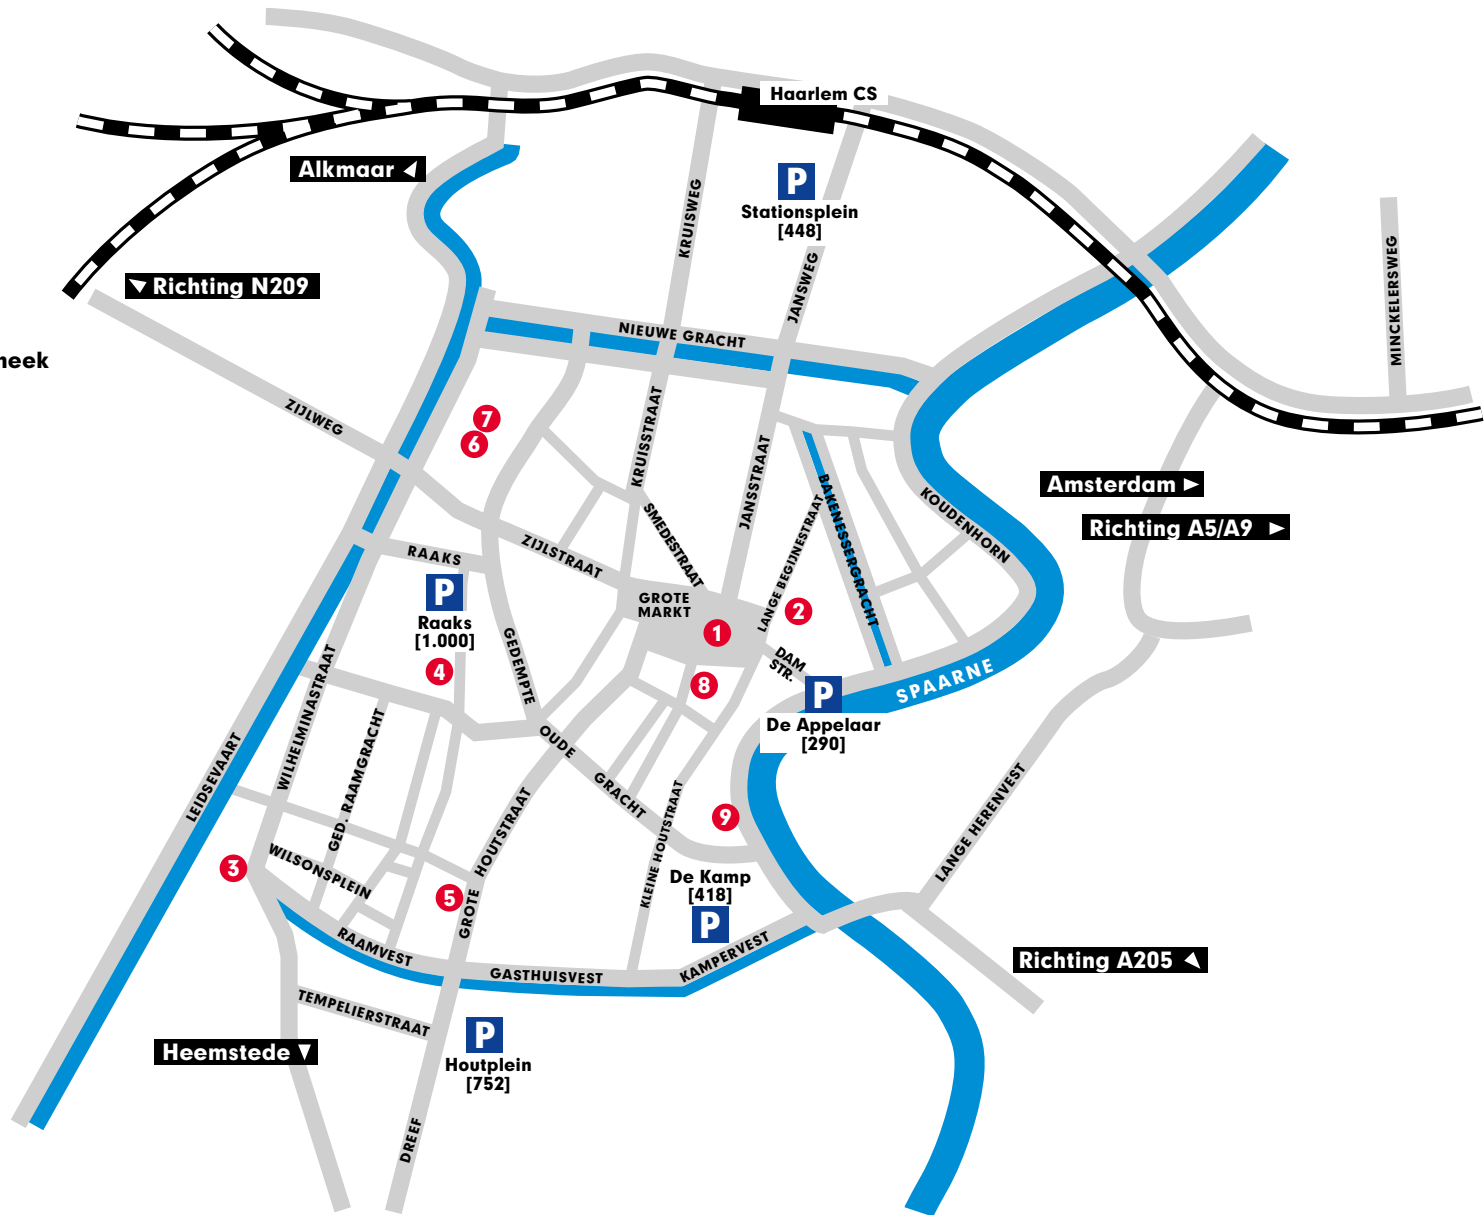 Haarlem CS
Alkmaar
P
Stationsplein
[448]
KRUISWEG
JANSWEG
Richting N209
MINCKELERSWEG
NIEUWE GRACHT
neek
ZIJLWEG
7
6
KRUISSTRAAT
JANSSTRAAT
BAKENESSERGRACHT
KOUDENHORN
Amsterdam
Richting A5/A9
SMEDESTRAAT
LANGE BEGIJNESTRAAT
ZIJLSTRAAT
RAAKS
P
Raaks
[1.000]
GROTE
MARKT
1
2
4
GEDEMPTE
OUDE
GRACHT
8
DAM
STR.
P
De Appelaar
[290]
SPAARNE
LEIDSEVAART
WILHELMINASTRAAT
GED. RAAMGRACHT
GROTE HOUTSTRAAT
KLEINE HOUTSTRAAT
9
LANGE HERENVEST
3
WILSONSPLEIN
5
De Kamp
[418]
P
RAAMVEST
GASTHUISVEST
KAMPERVEST
Richting A205
TEMPELIERSTRAAT
Heemstede
P
Houtplein
[752]
DREEF